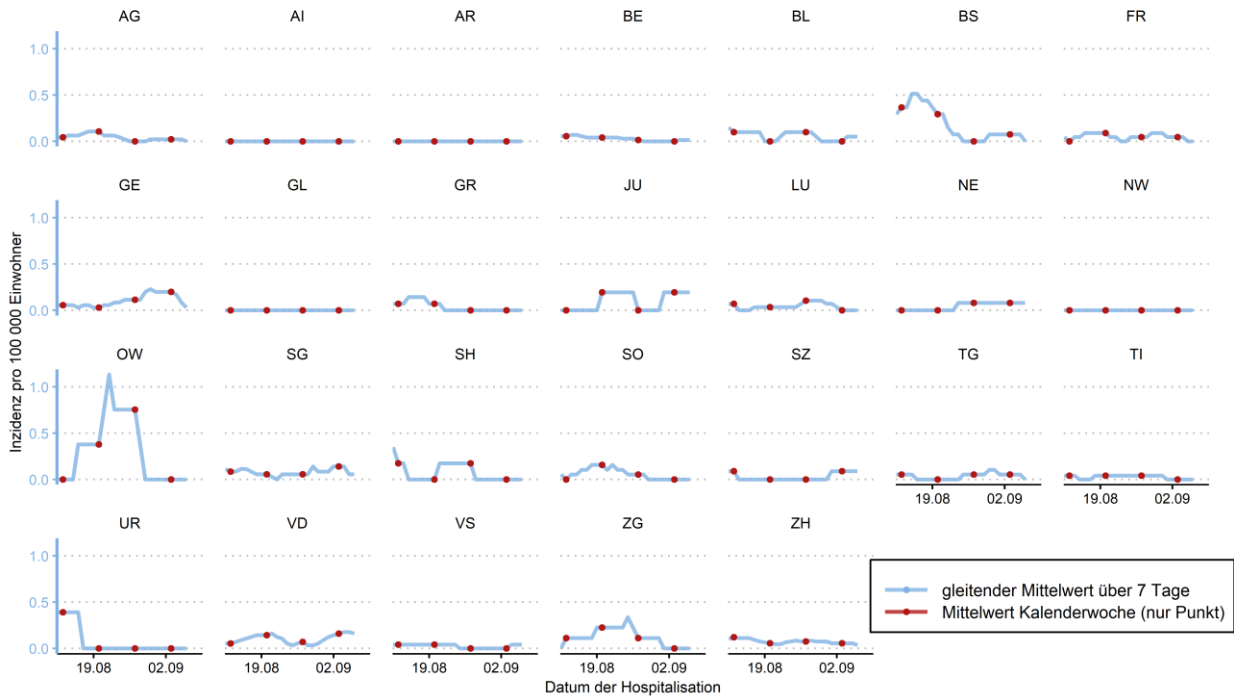 AG AI AR BE BL BS FR
1.0
0.5
0.0
GE GL GR JU LU NE NW
1.0
0.5
0.0
OW SG SH SO SZ TG TI
1.0
0.5
0.0
19.08 02.09 19.08 02.09
UR VD VS ZG ZH
1.0
0.5
0.0
19.08 02.09 19.08 02.09 19.08 02.09 19.08 02.09 19.08 02.09
Inzidenz pro 100 000 Einwohner
Datum der Hospitalisation
gleitender Mittelwert über 7 Tage
Mittelwert Kalenderwoche (nur Punkt)